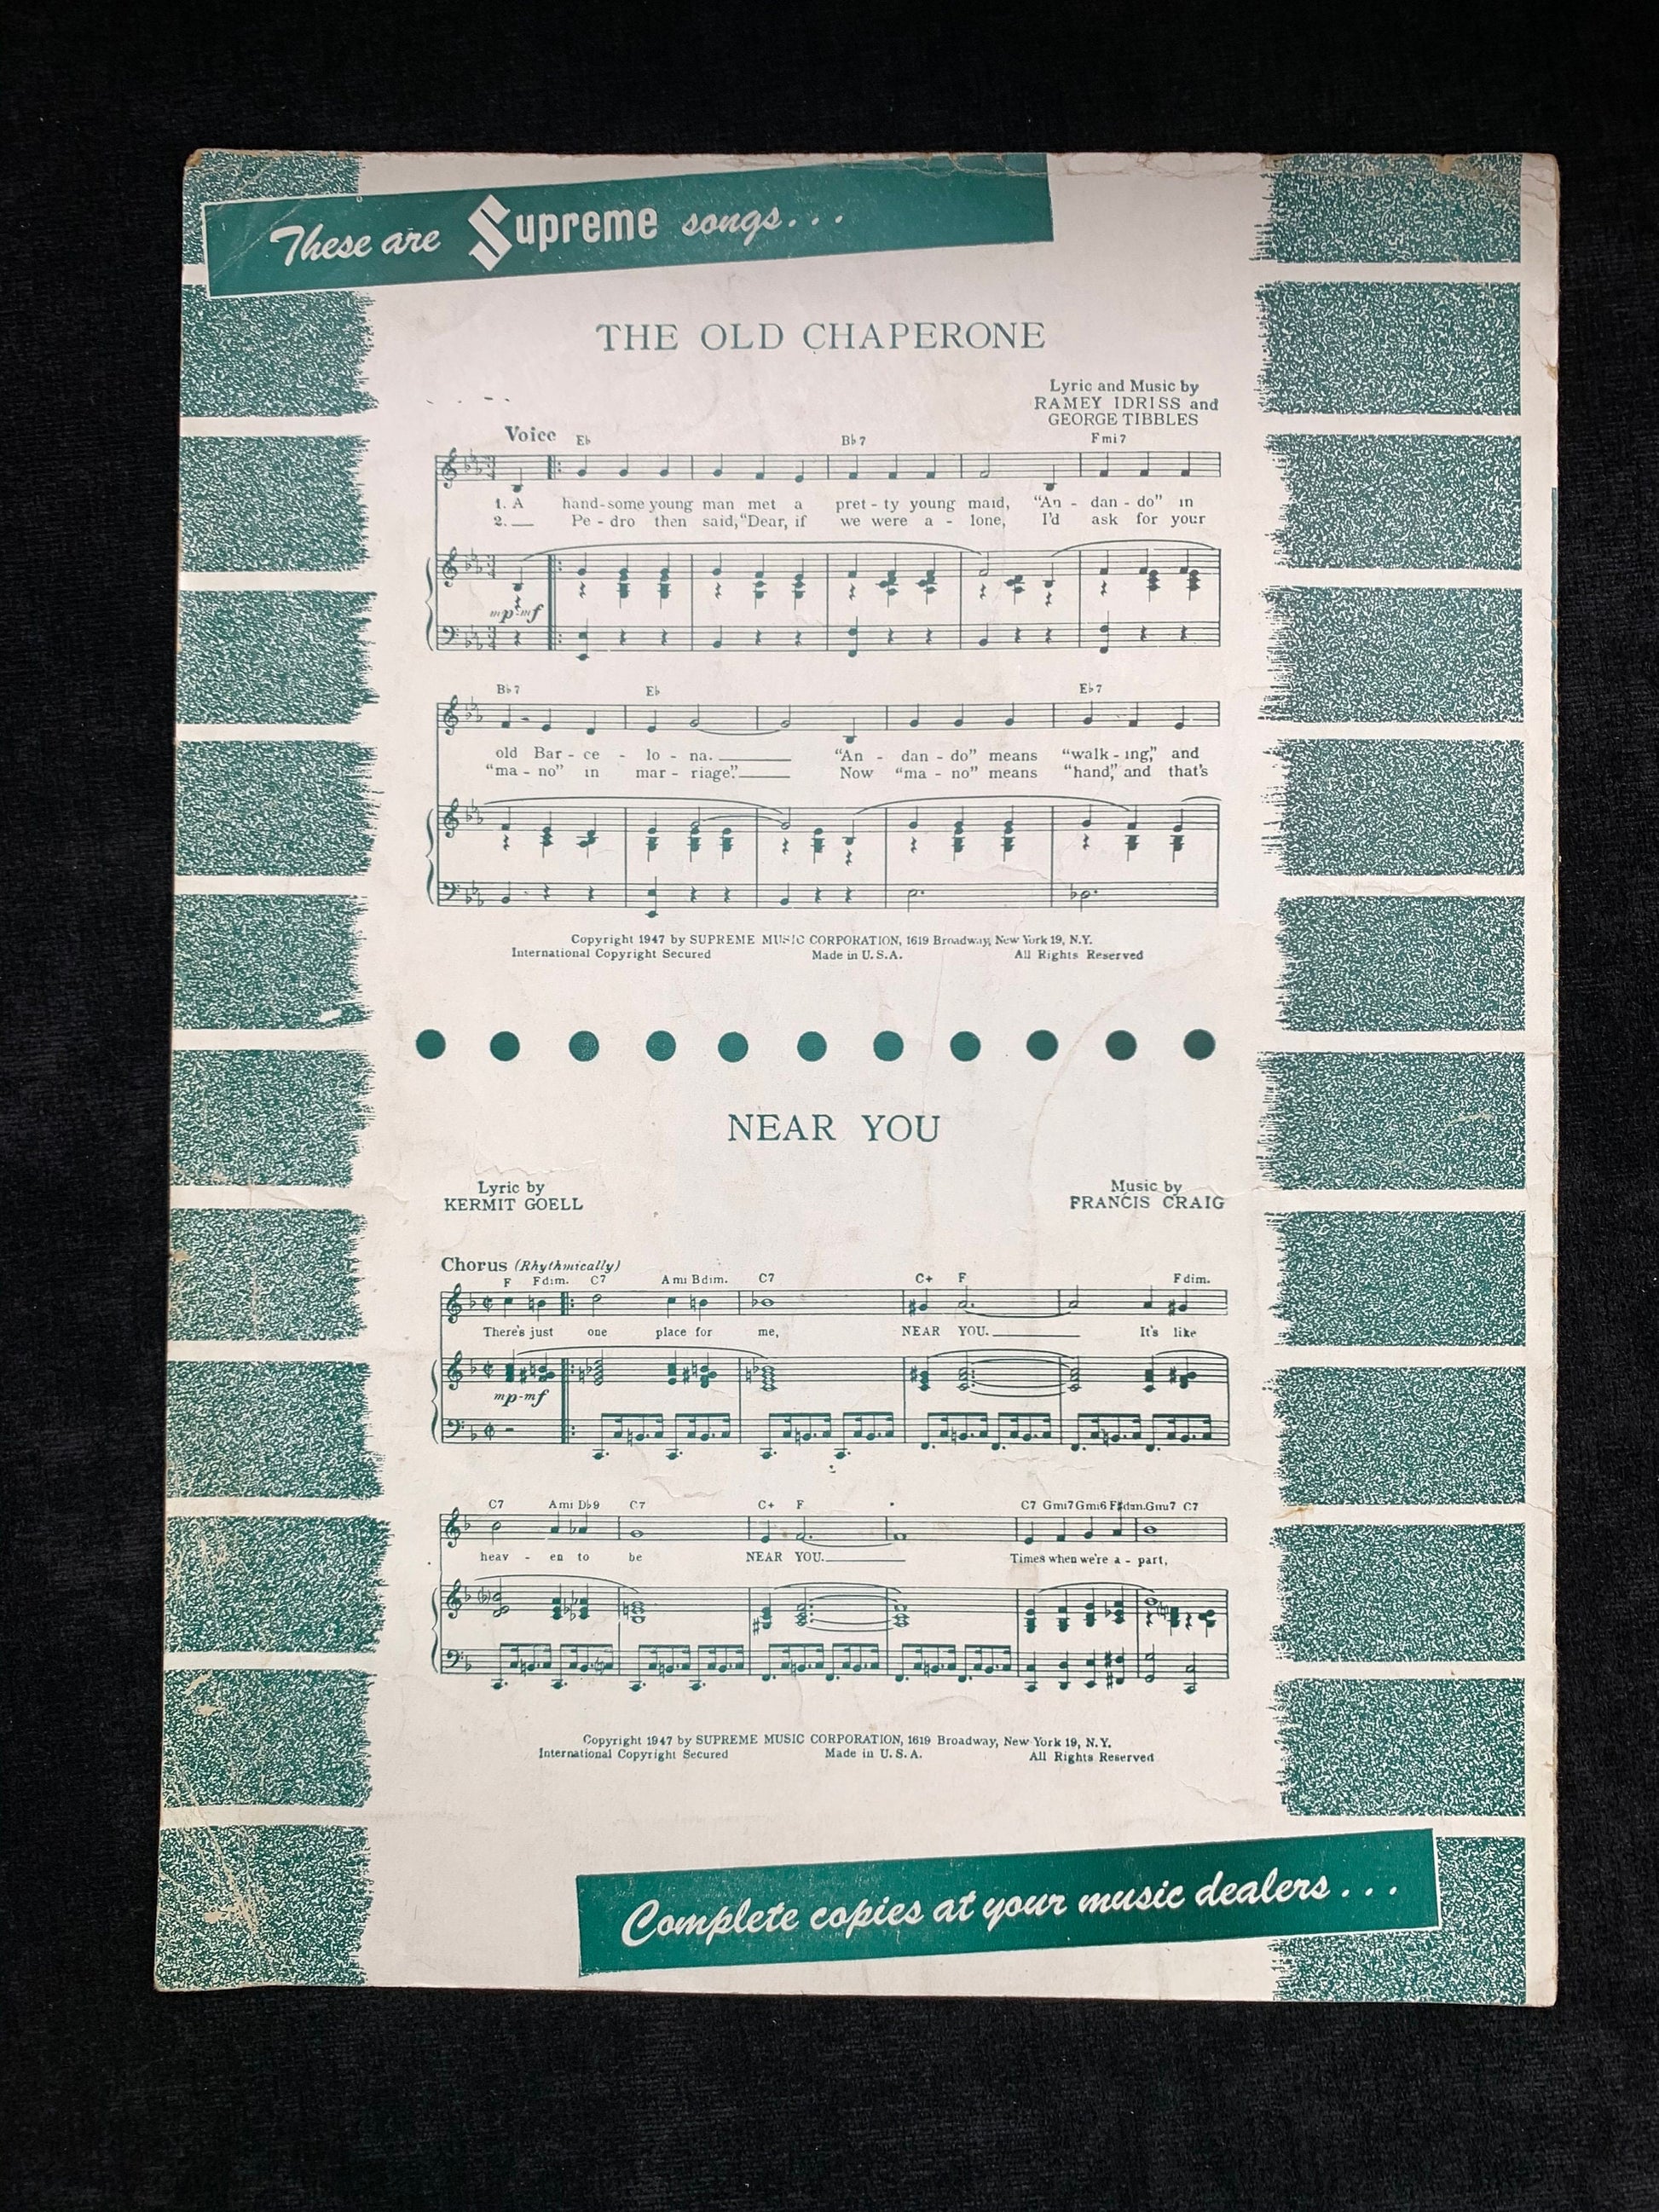 These are Supreme songs...
THE OLD CHAPERONE
Lyric and Music by
RAMEY IDRISS and
GEORGE TIBBLES
Voice E♭ B♭7 Fmi7
1. A hand-some young man met a pret-ty young maid, "An-dan-do" in
2. Pe-dro then said, "Dear, if we were a-lone, I'd ask for your
mp-mf
B♭7 E♭ E♭7
old Bar-ce-lo-na. "An-dan-do" means "walk-ing," and
"ma-no" in mar-riage." Now "ma-no" means "hand," and that's
Copyright 1947 by SUPREME MUSIC CORPORATION, 1619 Broadway, New York 19, N.Y.
International Copyright Secured Made in U.S.A. All Rights Reserved
NEAR YOU
Lyric by
KERMIT GOELL
Music by
FRANCIS CRAIG
Chorus (Rhythmically)
F Fdim. C7 Ami Bdim. C7 C+ F Fdim.
There's just one place for me, NEAR YOU. It's like
mp-mf
C7 Ami D♭9 C7 C+ F C7 Gmi7 Gmi6 F♯dim. Gmi7 C7
heav-en to be NEAR YOU. Times when we're a-part,
Copyright 1947 by SUPREME MUSIC CORPORATION, 1619 Broadway, New York 19, N.Y.
International Copyright Secured Made in U.S.A. All Rights Reserved
Complete copies at your music dealers...